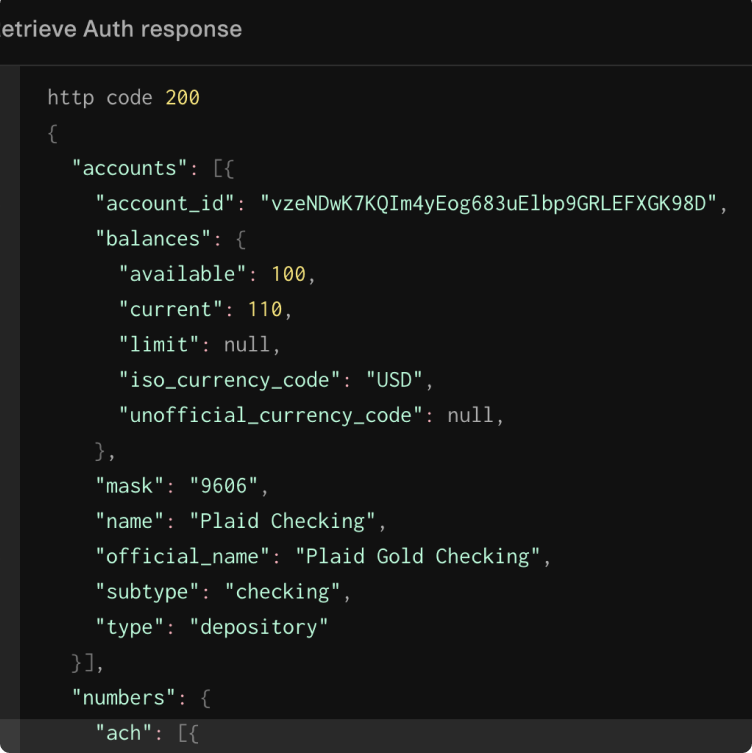 etrieve Auth response
http code 200
{
"accounts": [{
"account_id": "vzeNDwK7KQIm4yEog683uElbp9GRLEFXGK98D",
"balances": {
"available": 100,
"current": 110,
"limit": null,
"iso_currency_code": "USD",
"unofficial_currency_code": null,
},
"mask": "9606",
"name": "Plaid Checking",
"official_name": "Plaid Gold Checking",
"subtype": "checking",
"type": "depository"
}],
"numbers": {
"ach": [{